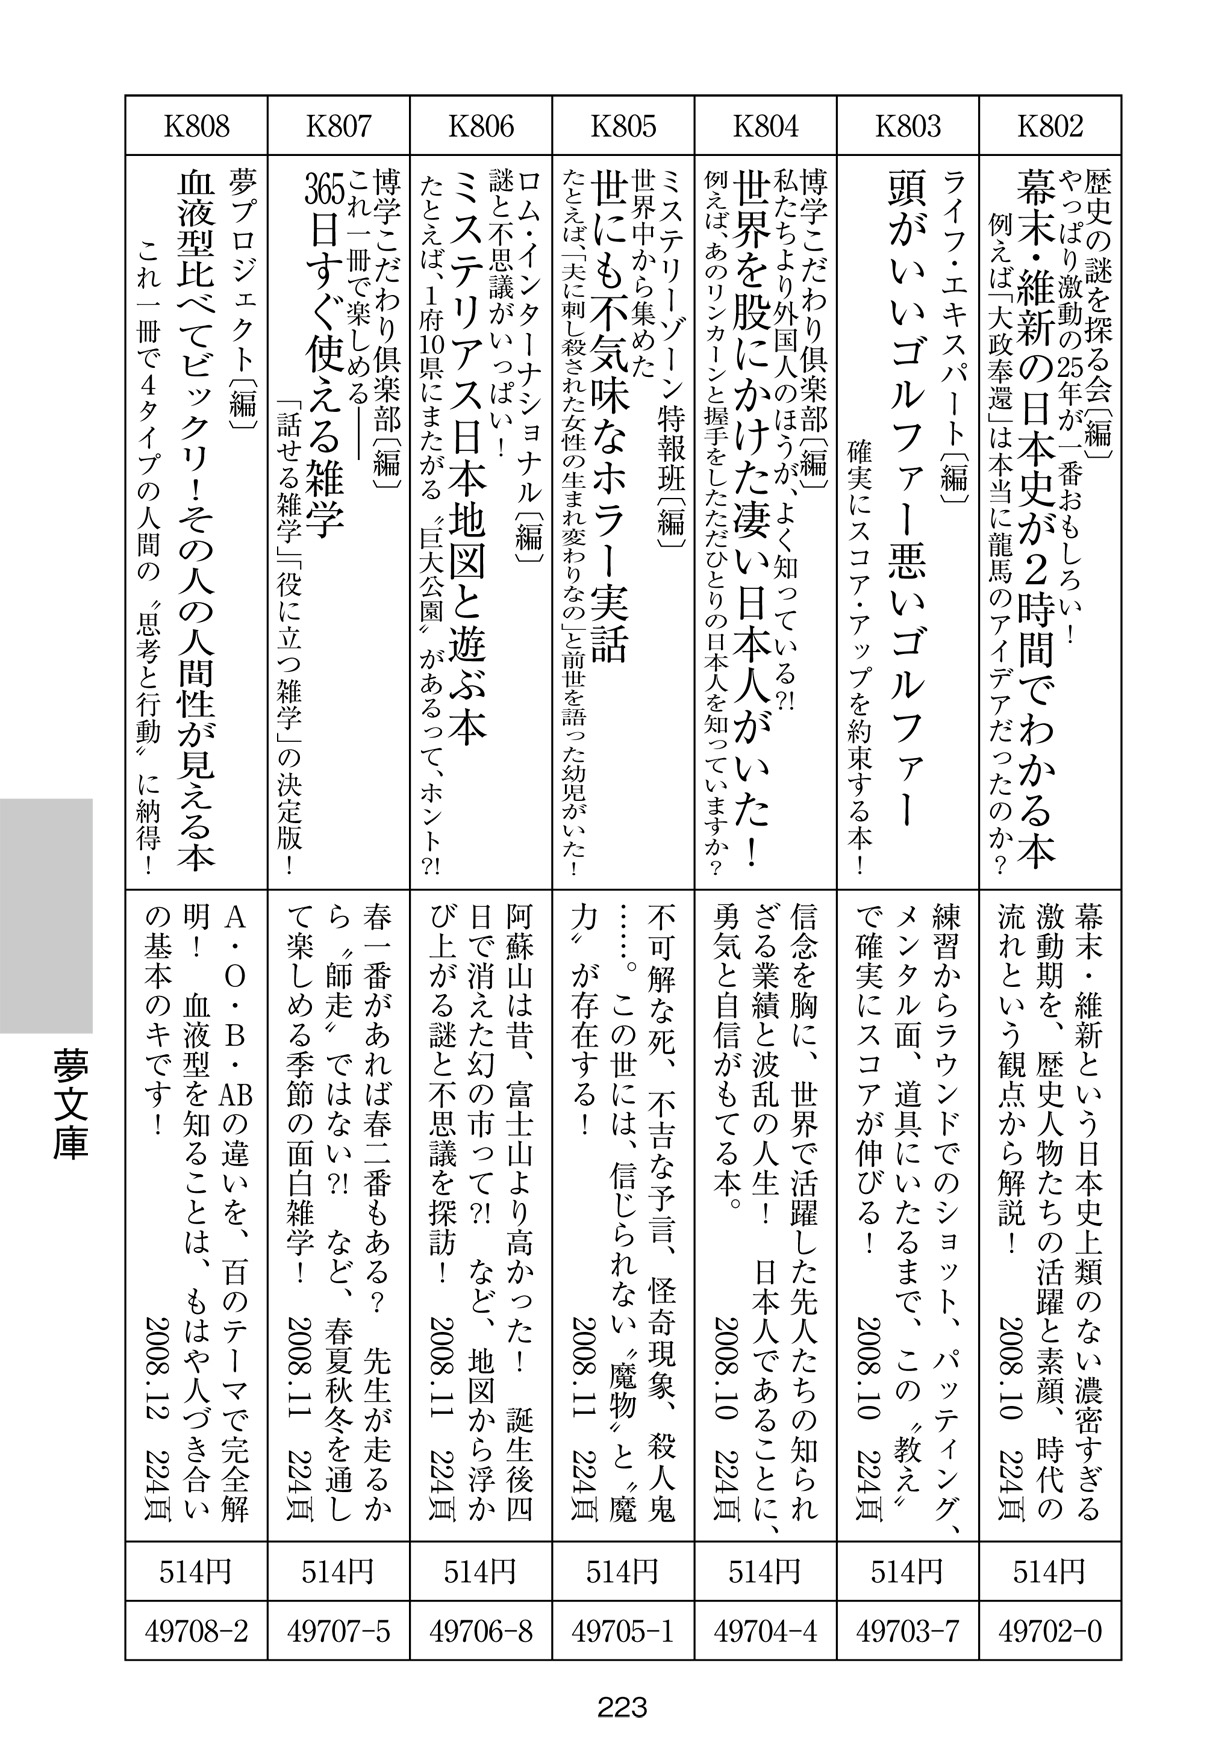 K802
歴史の謎を探る会〔編〕
やっぱり激動の25年が一番おもしろい！
幕末・維新の日本史が２時間でわかる本
例えば「大政奉還」は本当に龍馬のアイデアだったのか？
幕末・維新という日本史上類のない濃密すぎる
激動期を、歴史人物たちの活躍と素顔、時代の
流れという観点から解説！　2008.10　224頁
514円
49702-0
K803
ライフ・エキスパート〔編〕
頭がいいゴルファー悪いゴルファー
確実にスコア・アップを約束する本！
練習からラウンドでのショット、パッティング、
メンタル面、道具にいたるまで、この〝教え〟
で確実にスコアが伸びる！　2008.10　224頁
514円
49703-7
K804
博学こだわり倶楽部〔編〕
私たちより外国人のほうが、よく知っている?!
世界を股にかけた凄い日本人がいた！
例えば、あのリンカーンと握手をしたただひとりの日本人を知っていますか？
信念を胸に、世界で活躍した先人たちの知られ
ざる業績と波乱の人生！　日本人であることに、
勇気と自信がもてる本。　2008.10　224頁
514円
49704-4
K805
ミステリーゾーン特報班〔編〕
世界中から集めた
世にも不気味なホラー実話
たとえば、「夫に刺し殺された女性の生まれ変わりなの」と前世を語った幼児がいた！
不可解な死、不吉な予言、怪奇現象、殺人鬼
……。この世には、信じられない〝魔物〟と〝魔
力〟が存在する！　2008.11　224頁
514円
49705-1
K806
ロム・インターナショナル〔編〕
謎と不思議がいっぱい！
ミステリアス日本地図と遊ぶ本
たとえば、１府10県にまたがる〝巨大公園〟があるって、ホント?!
阿蘇山は昔、富士山より高かった！　誕生後四
日で消えた幻の市って?!　など、地図から浮か
び上がる謎と不思議を探訪！　2008.11　224頁
514円
49706-8
K807
博学こだわり倶楽部〔編〕
これ一冊で楽しめる――
365日すぐ使える雑学
「話せる雑学」「役に立つ雑学」の決定版！
春一番があれば春二番もある？　先生が走るか
ら〝師走〟ではない?!　など、春夏秋冬を通し
て楽しめる季節の面白雑学！　2008.11　224頁
514円
49707-5
K808
夢プロジェクト〔編〕
血液型比べてビックリ！その人の人間性が見える本
これ一冊で４タイプの人間の〝思考と行動〟に納得！
A・O・B・ABの違いを、百のテーマで完全解
明！　血液型を知ることは、もはや人づき合い
の基本のキです！　2008.12　224頁
514円
49708-2
夢文庫
223